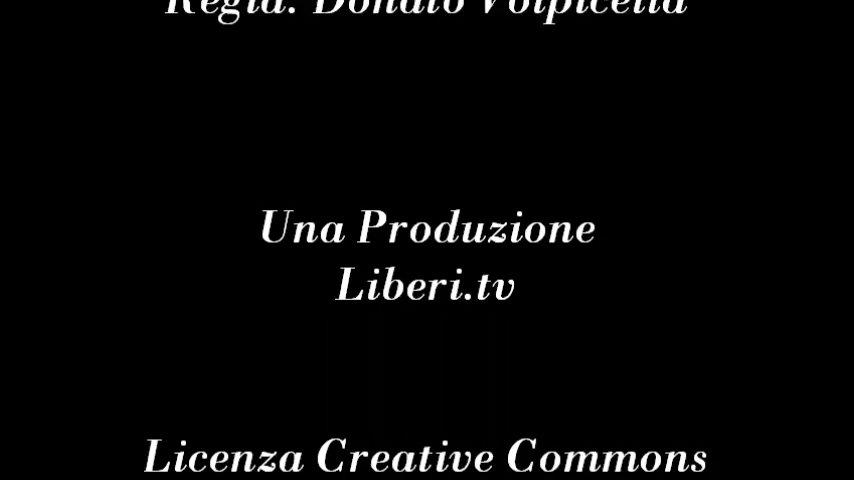 Regia: Donato Volpicella
Una Produzione
Liberi.tv
Licenza Creative Commons